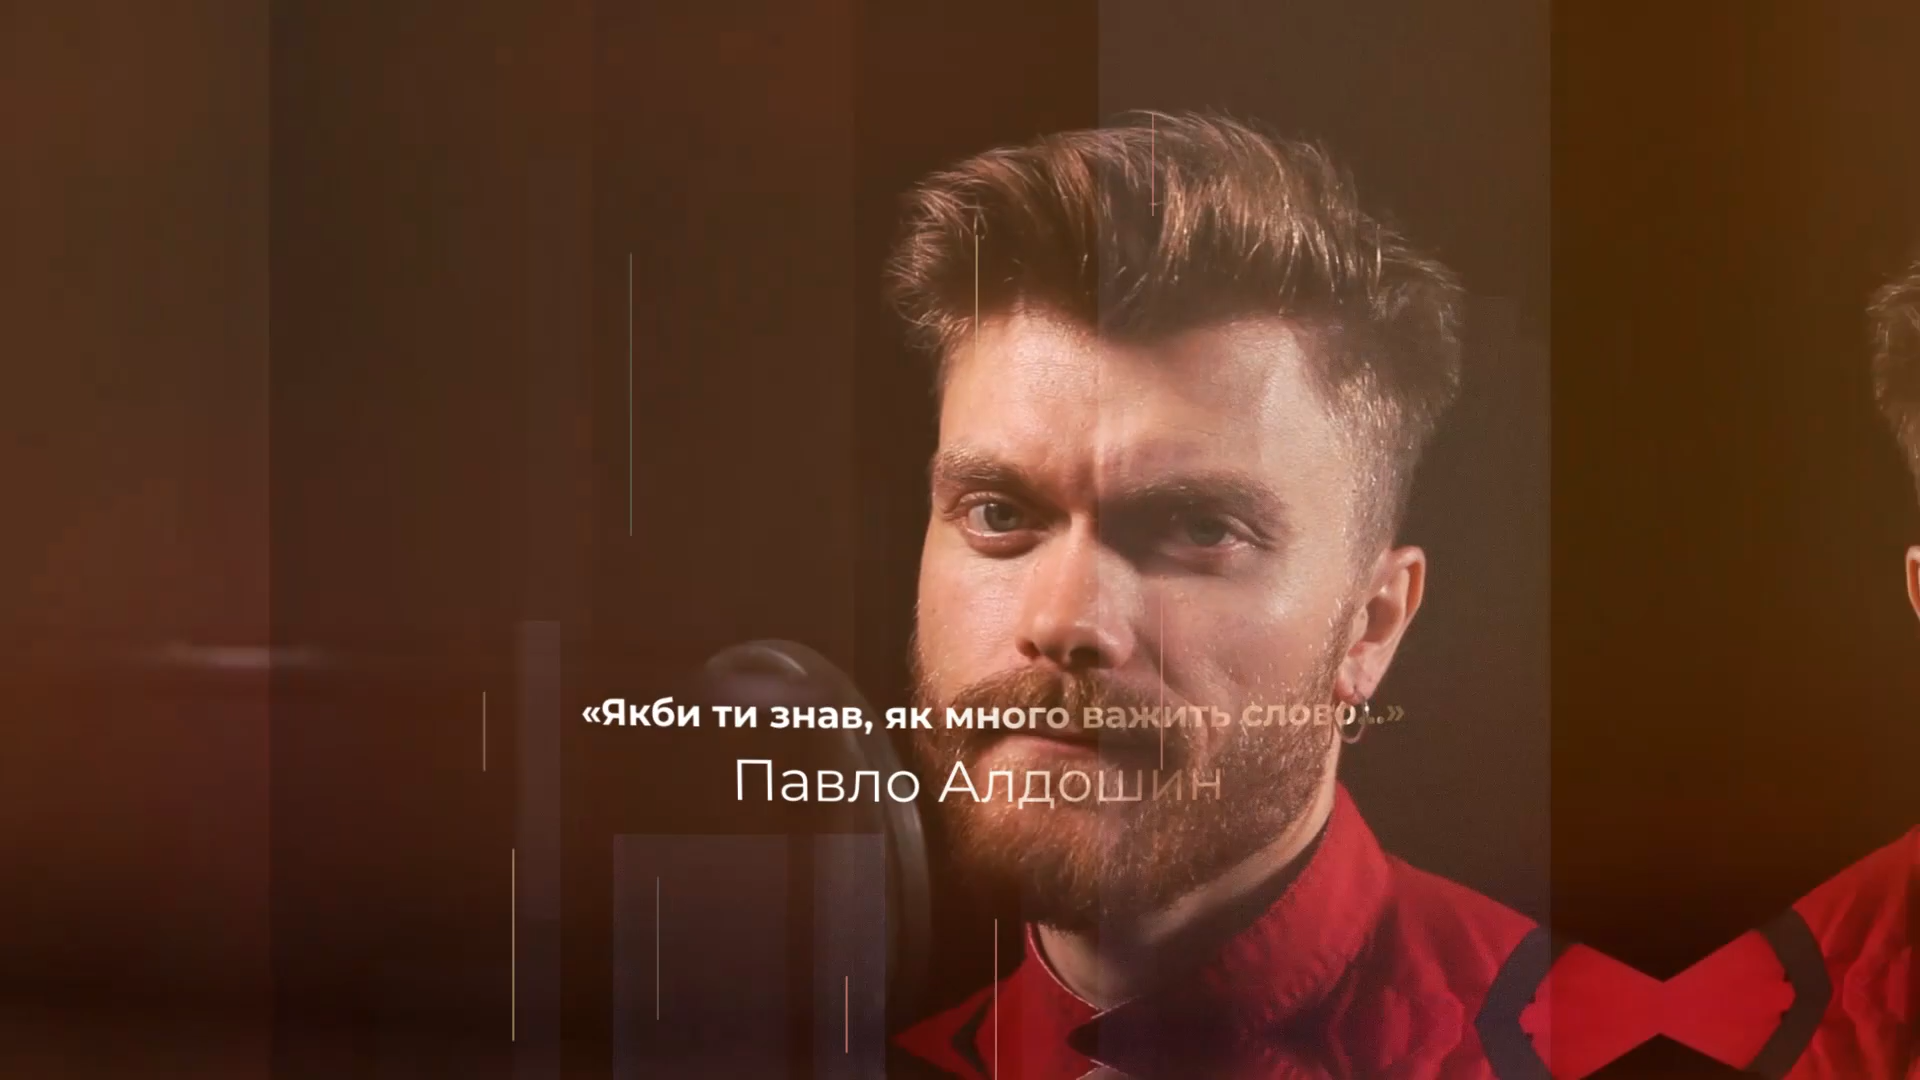 «Якби ти знав, як много важить слово...»
Павло Алдошин